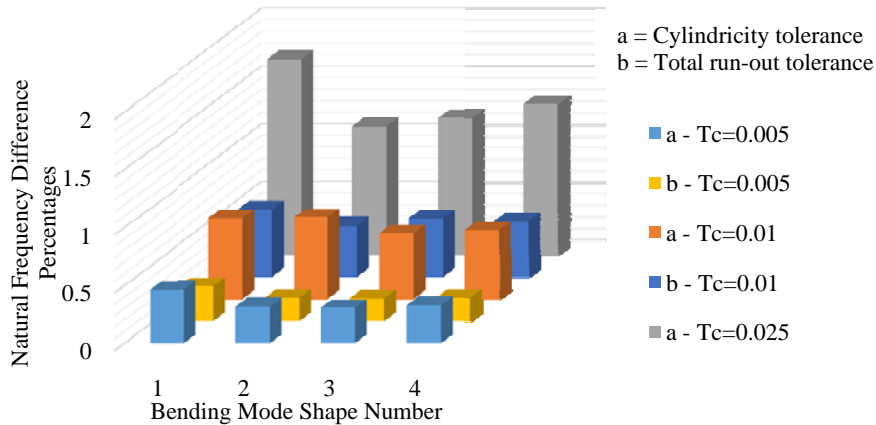 a = Cylindricity tolerance
b = Total run-out tolerance
Natural Frequency Difference
Percentages
2
1.5
1
0.5
0
a - Tc=0.005
b - Tc=0.005
a - Tc=0.01
b - Tc=0.01
a - Tc=0.025
1 2 3 4
Bending Mode Shape Number